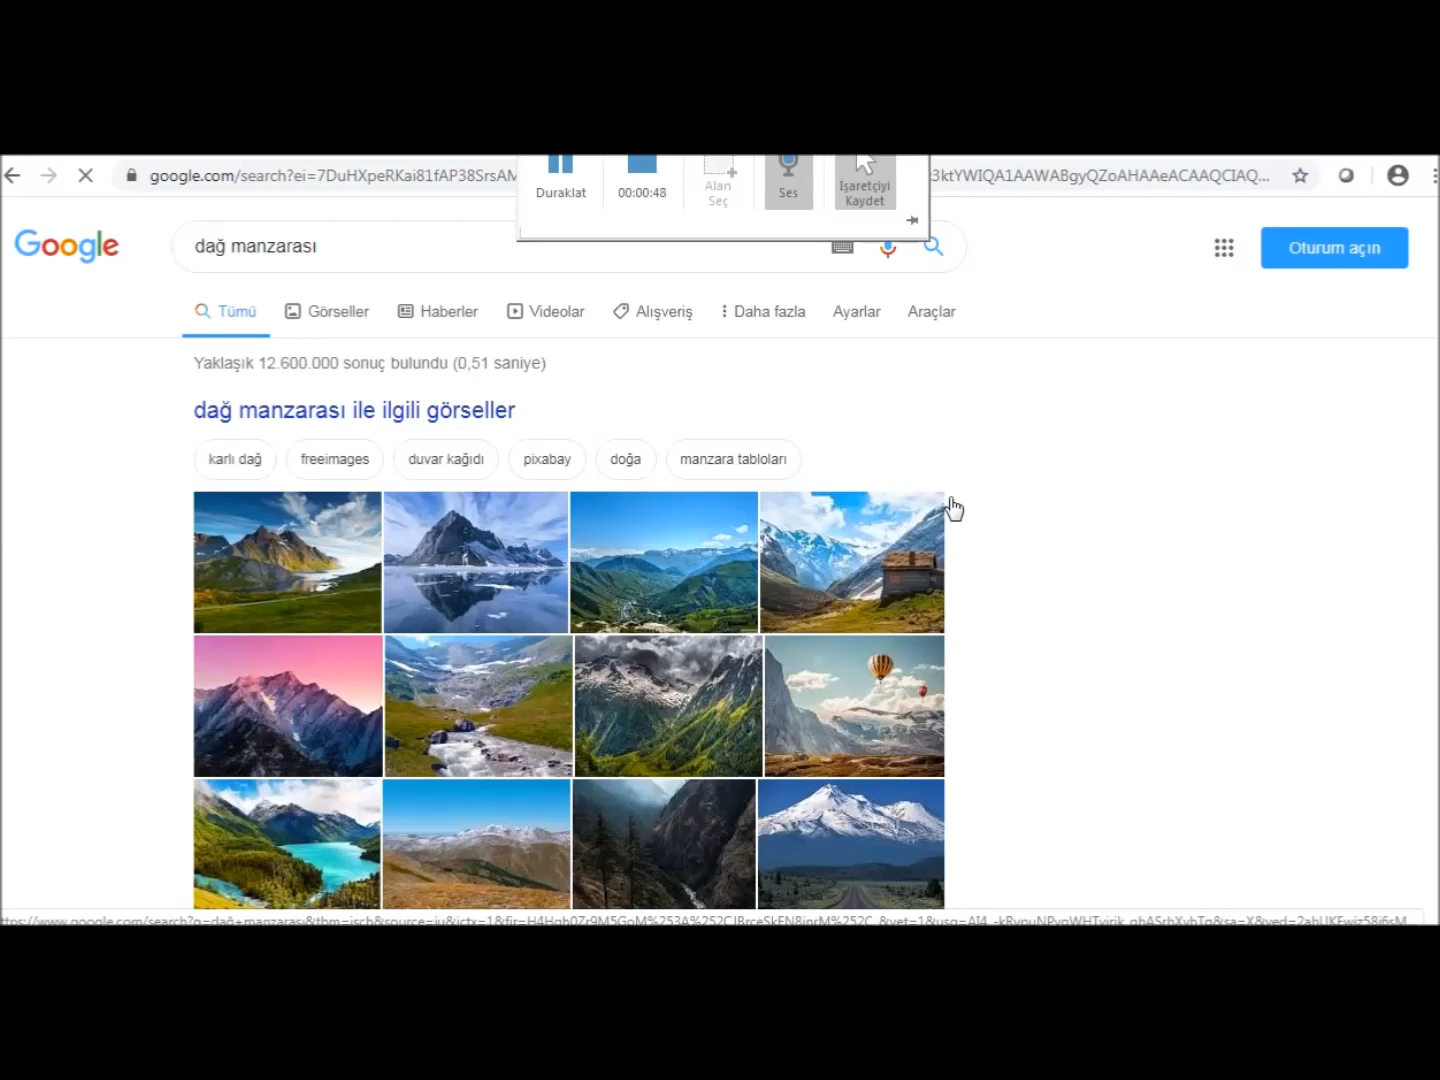 google.com/search?ei=7DuHXpeRKai81fAP38SrsAM
3ktYWIQA1AAWABgyQZoAHAAeACAAQCIAQ...
Duraklat
00:00:48
Alan Seç
Ses
İşaretçiyi Kaydet
Google
dağ manzarası
Oturum açın
Tümü Görseller Haberler Videolar Alışveriş Daha fazla Ayarlar Araçlar
Yaklaşık 12.600.000 sonuç bulundu (0,51 saniye)
dağ manzarası ile ilgili görseller
karlı dağ freeimages duvar kağıdı pixabay doğa manzara tabloları